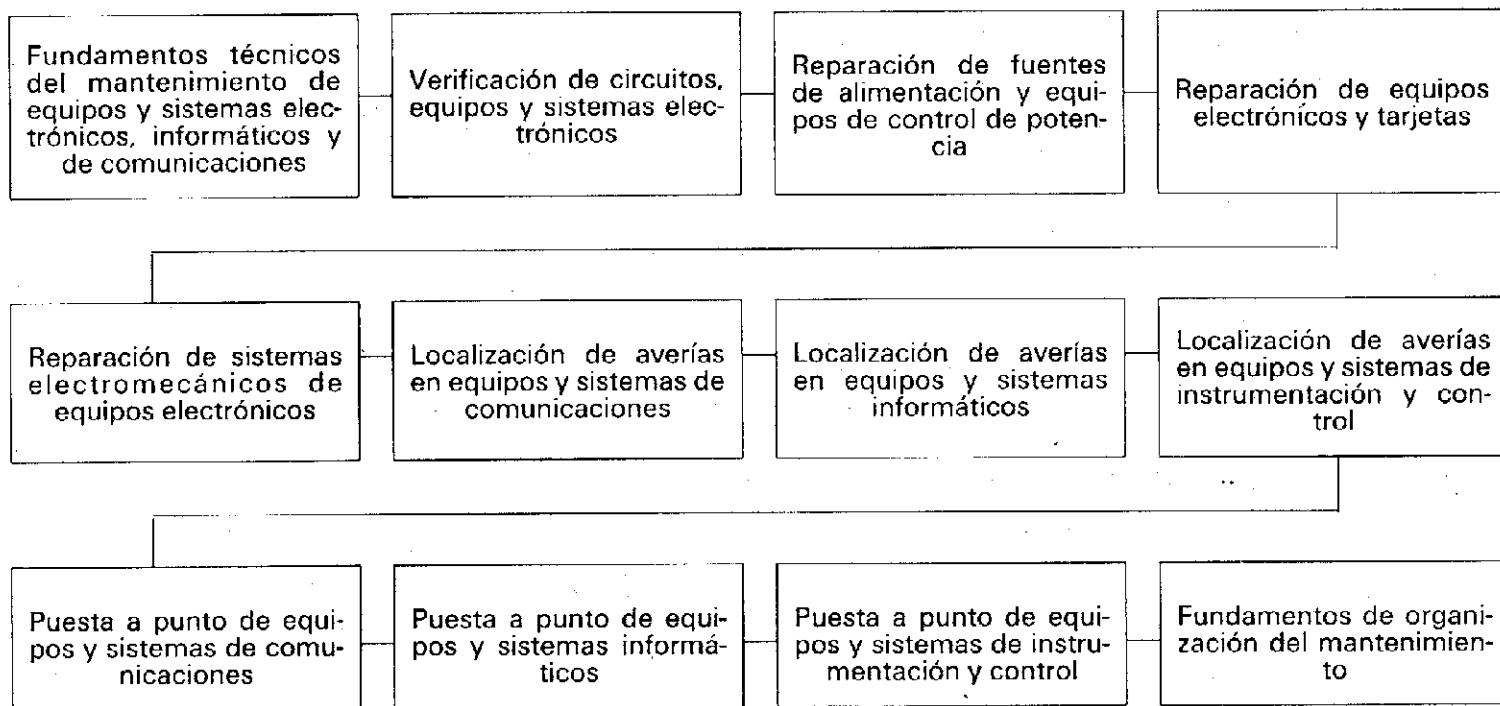 Fundamentos técnicos
del mantenimiento de
equipos y sistemas elec-
trónicos, informáticos y
de comunicaciones
Verificación de circuitos,
equipos y sistemas elec-
trónicos
Reparación de fuentes
de alimentación y equi-
pos de control de poten-
cia
Reparación de equipos
electrónicos y tarjetas
Reparación de sistemas
electromecánicos de
equipos electrónicos
Localización de averías
en equipos y sistemas de
comunicaciones
Localización de averías
en equipos y sistemas
informáticos
Localización de averías
en equipos y sistemas de
instrumentación y con-
trol
Puesta a punto de equi-
pos y sistemas de comu-
nicaciones
Puesta a punto de equi-
pos y sistemas informá-
ticos
Puesta a punto de equi-
pos y sistemas de instru-
mentación y control
Fundamentos de organi-
zación del mantenimien-
to